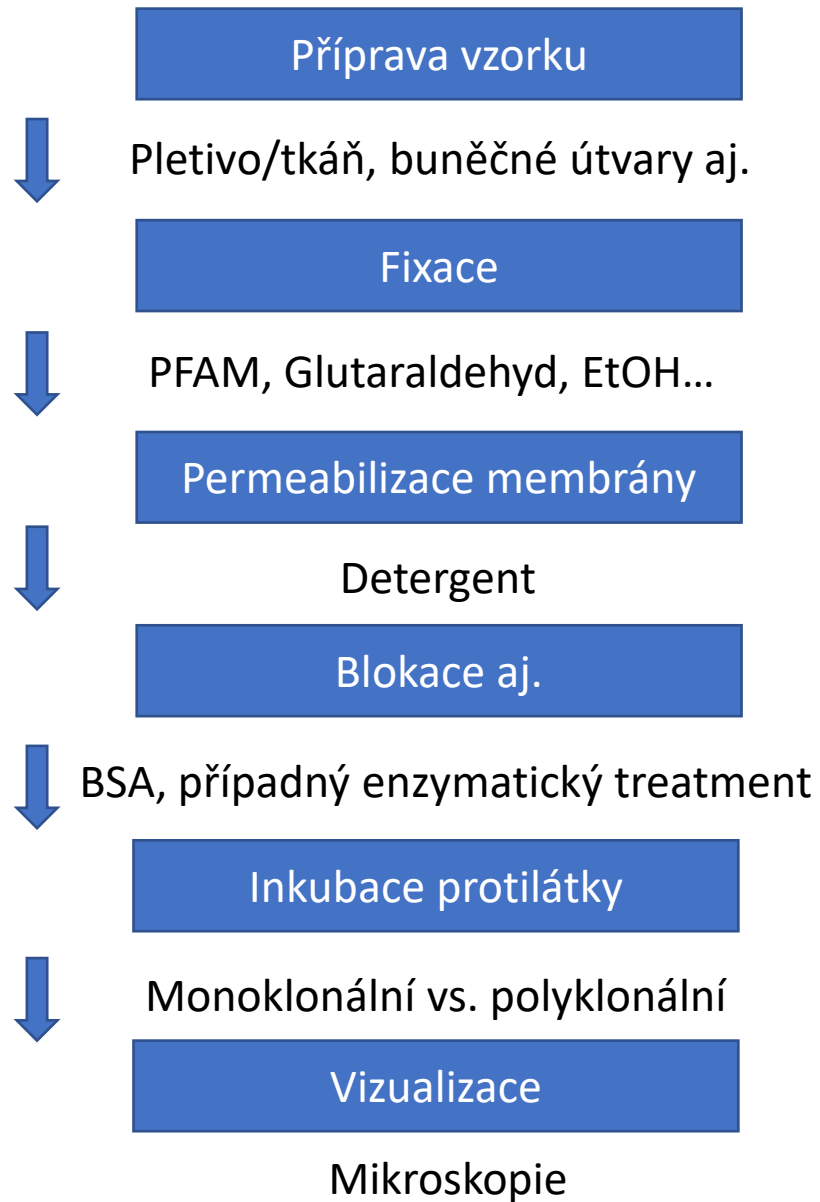 Příprava vzorku
Pletivo/tkáň, buněčné útvary aj.
Fixace
PFAM, Glutaraldehyd, EtOH…
Permeabilizace membrány
Detergent
Blokace aj.
BSA, případný enzymatický treatment
Inkubace protilátky
Monoklonální vs. polyklonální
Vizualizace
Mikroskopie